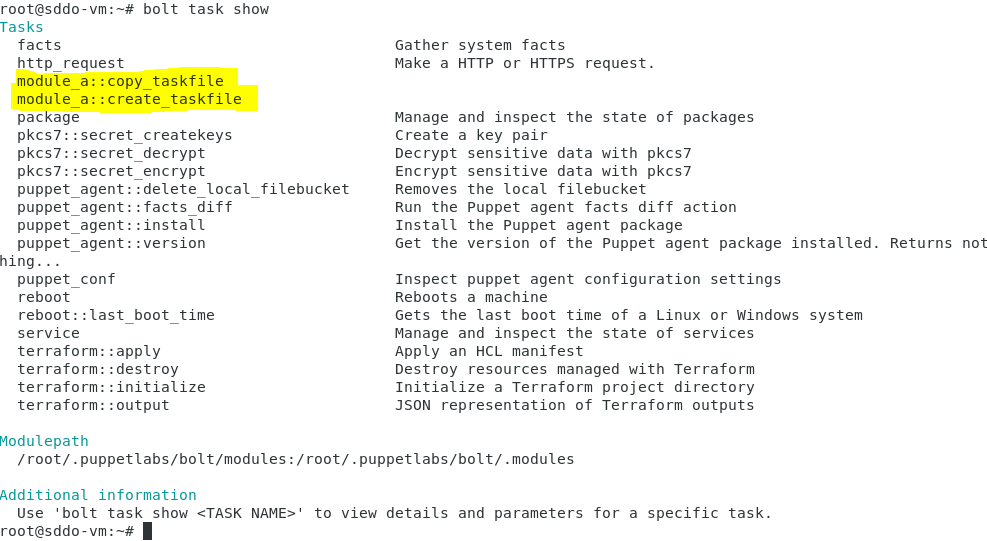 root@sddo-vm:~# bolt task show
Tasks
facts Gather system facts
http_request Make a HTTP or HTTPS request.
module_a::copy_taskfile
module_a::create_taskfile
package Manage and inspect the state of packages
pkcs7::secret_createkeys Create a key pair
pkcs7::secret_decrypt Decrypt sensitive data with pkcs7
pkcs7::secret_encrypt Encrypt sensitive data with pkcs7
puppet_agent::delete_local_filebucket Removes the local filebucket
puppet_agent::facts_diff Run the Puppet agent facts diff action
puppet_agent::install Install the Puppet agent package
puppet_agent::version Get the version of the Puppet agent package installed. Returns not
hing...
puppet_conf Inspect puppet agent configuration settings
reboot Reboots a machine
reboot::last_boot_time Gets the last boot time of a Linux or Windows system
service Manage and inspect the state of services
terraform::apply Apply an HCL manifest
terraform::destroy Destroy resources managed with Terraform
terraform::initialize Initialize a Terraform project directory
terraform::output JSON representation of Terraform outputs
Modulepath
/root/.puppetlabs/bolt/modules:/root/.puppetlabs/bolt/.modules
Additional information
Use 'bolt task show <TASK NAME>' to view details and parameters for a specific task.
root@sddo-vm:~#